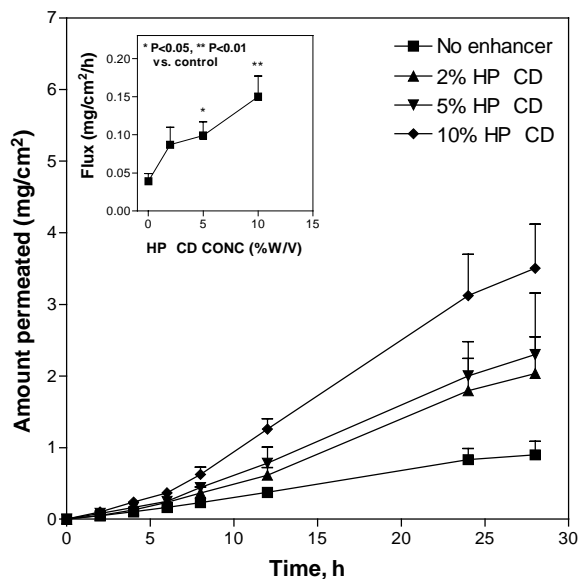 7
6
5
4
3
2
1
0
Amount permeated (mg/cm2)
0 5 10 15 20 25 30
Time, h
No enhancer
2% HP CD
5% HP CD
10% HP CD
* P<0.05, ** P<0.01
vs. control
*
**
0.20
0.15
0.10
0.05
0.00
Flux (mg/cm2/h)
0 5 10 15
HP CD CONC (%W/V)